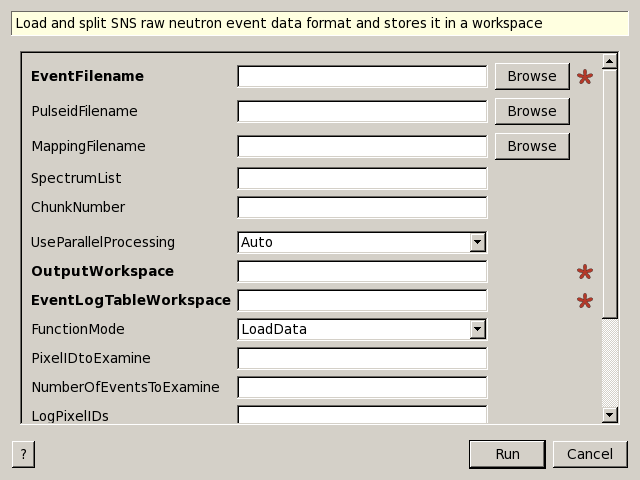 Load and split SNS raw neutron event data format and stores it in a workspace
EventFilename Browse *
PulseidFilename Browse
MappingFilename Browse
SpectrumList
ChunkNumber
UseParallelProcessing Auto
OutputWorkspace *
EventLogTableWorkspace *
FunctionMode LoadData
PixelIDtoExamine
NumberOfEventsToExamine
LogPixelIDs
? Run Cancel